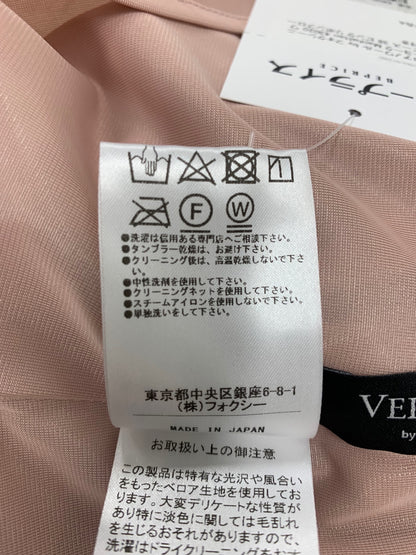 ープライス
REPRICE
F
W
●洗濯は信用ある専門店へご相談下さい。
●タンブラー乾燥は、お避け下さい。
●クリーニング後は、高温乾燥しないで下さい。
●中性洗剤を使用して下さい。
●クリーニングネットを使用して下さい。
●スチームアイロンを使用しないで下さい。
●単独洗いをして下さい。
東京都中央区銀座6-8-1
(株)フォクシー
MADE IN JAPAN
お取扱い上の御注意
この製品は特有な光沢や風合い
をもったベロア生地を使用してお
ります。大変デリケートな性質が
あり特に淡色に関しては毛乱れ
を生じるおそれがありますので、お
洗濯はドライクリーニングをおす
VER
by